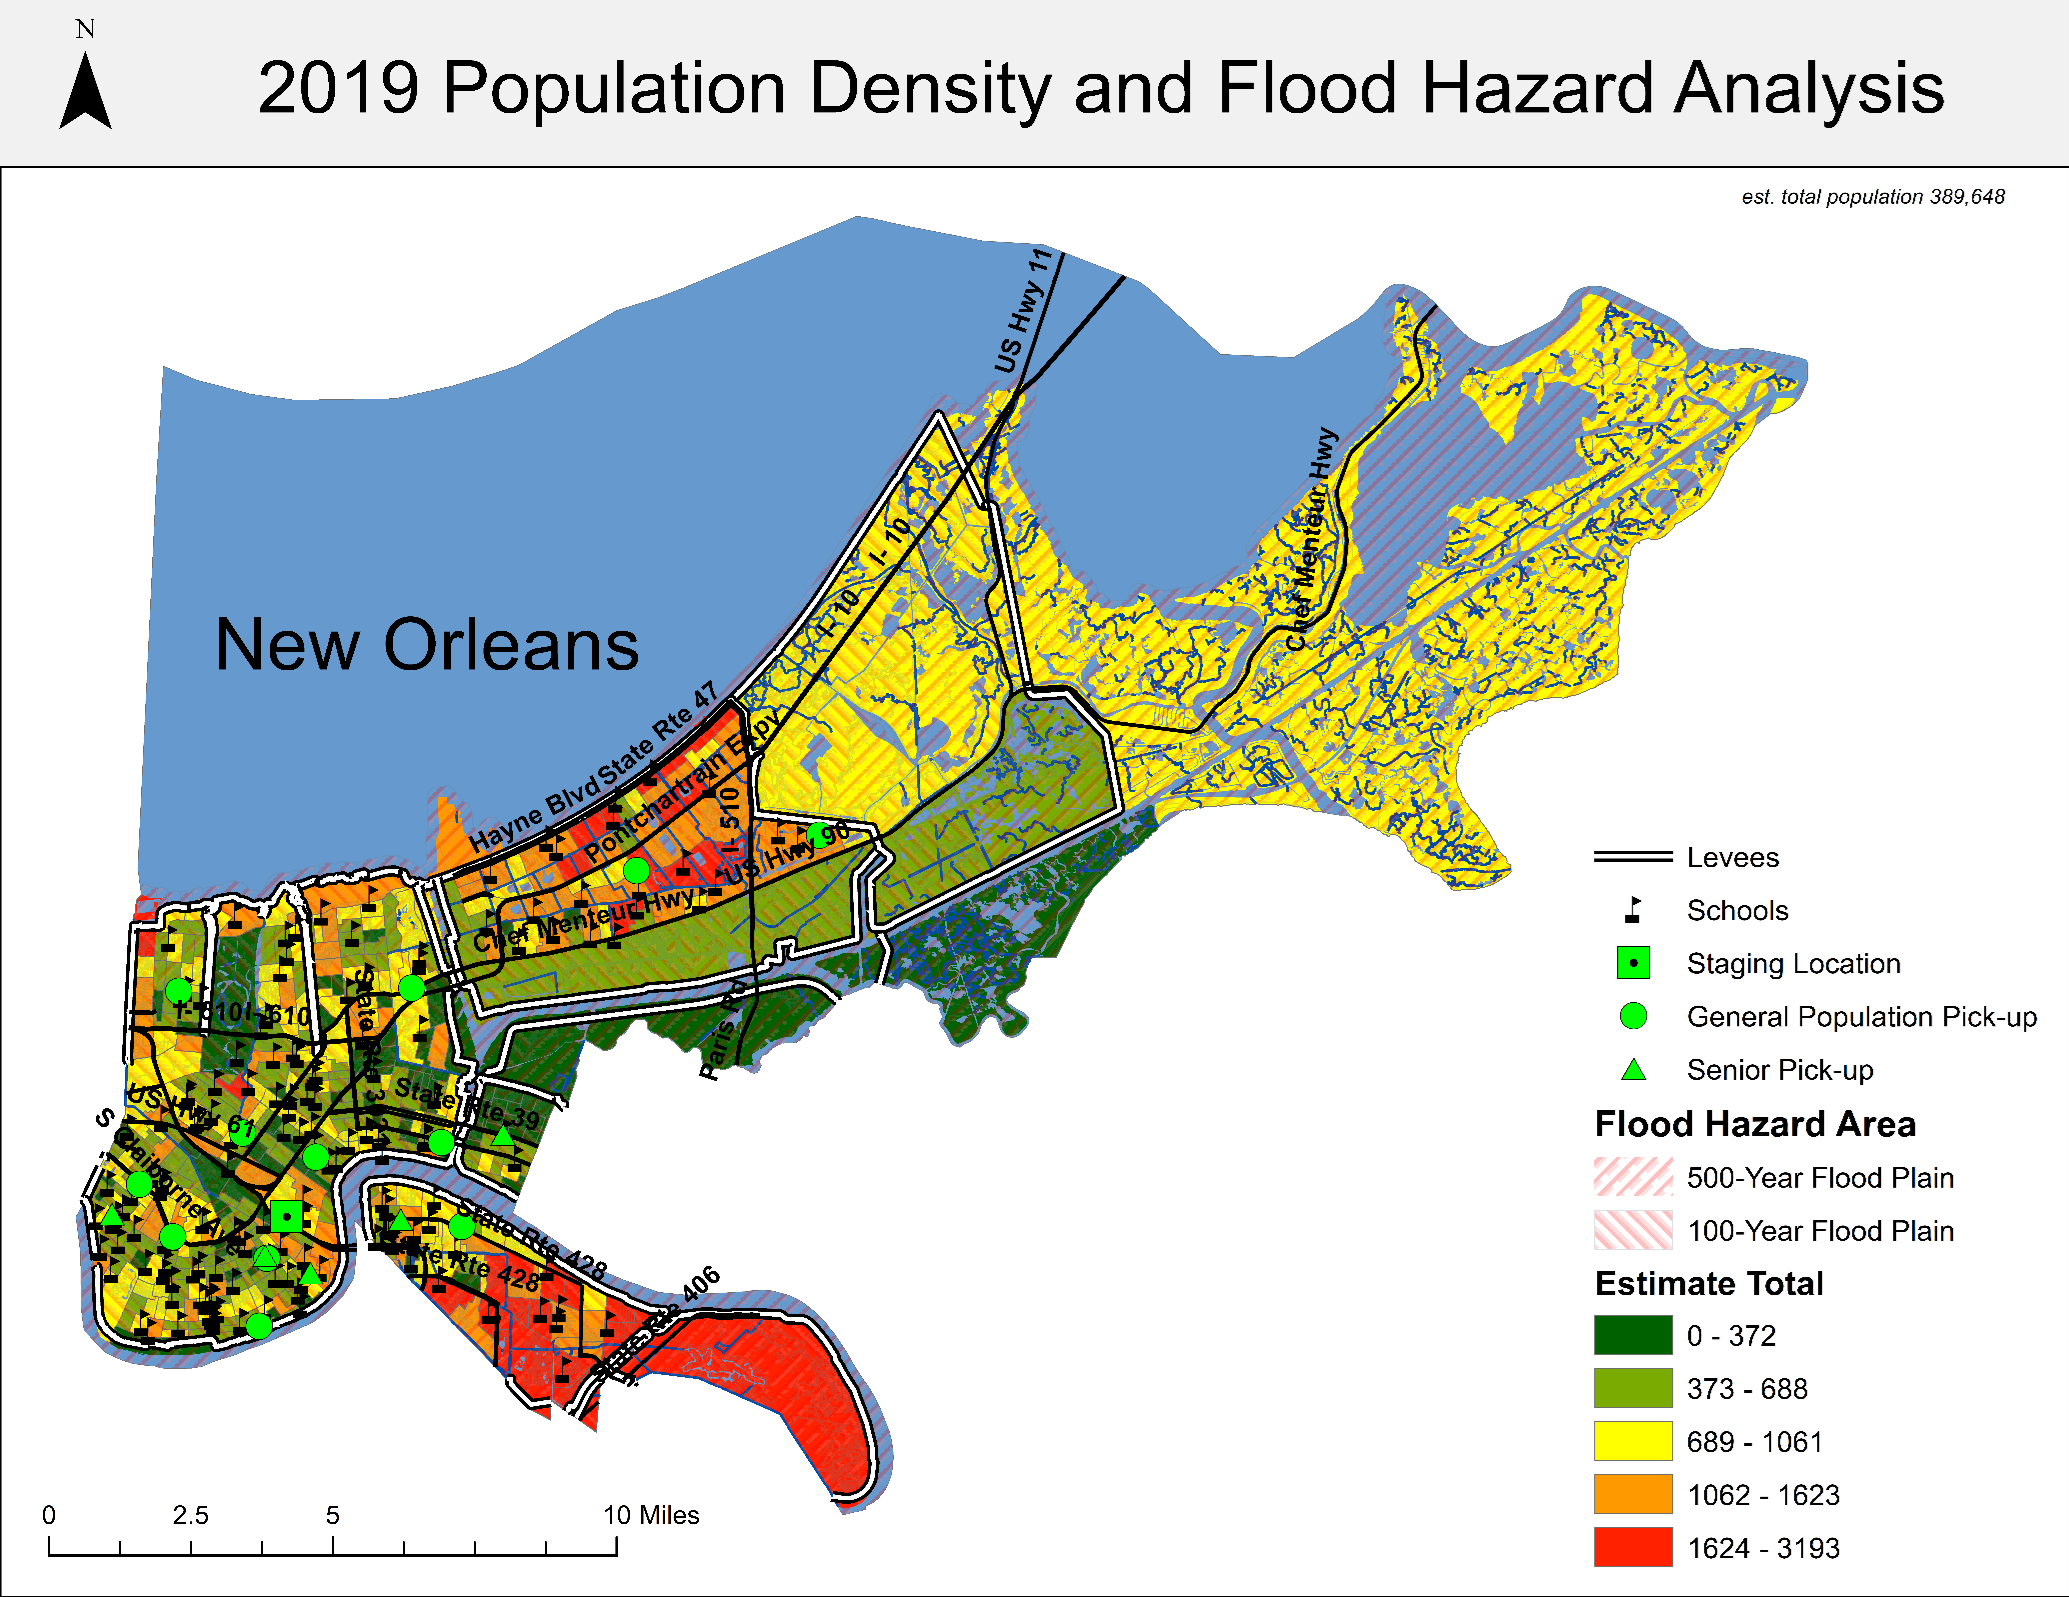 N
2019 Population Density and Flood Hazard Analysis
est. total population 389,648
US Hwy 11
Chef Menteur Hwy
I- 10
I- 10
New Orleans
State Rte 47
Hayne Blvd
Pontchartrain Expy
I- 510
US Hwy 90
Chef Menteur Hwy
Paris Rd
I- 610
I- 610
State Rte 3021
State Rte 39
US Hwy 61
S Claiborne Ave
State Rte 428
State Rte 428
State Rte 406
Levees
Schools
Staging Location
General Population Pick-up
Senior Pick-up
Flood Hazard Area
500-Year Flood Plain
100-Year Flood Plain
Estimate Total
0 - 372
373 - 688
689 - 1061
1062 - 1623
1624 - 3193
0 2.5 5 10 Miles